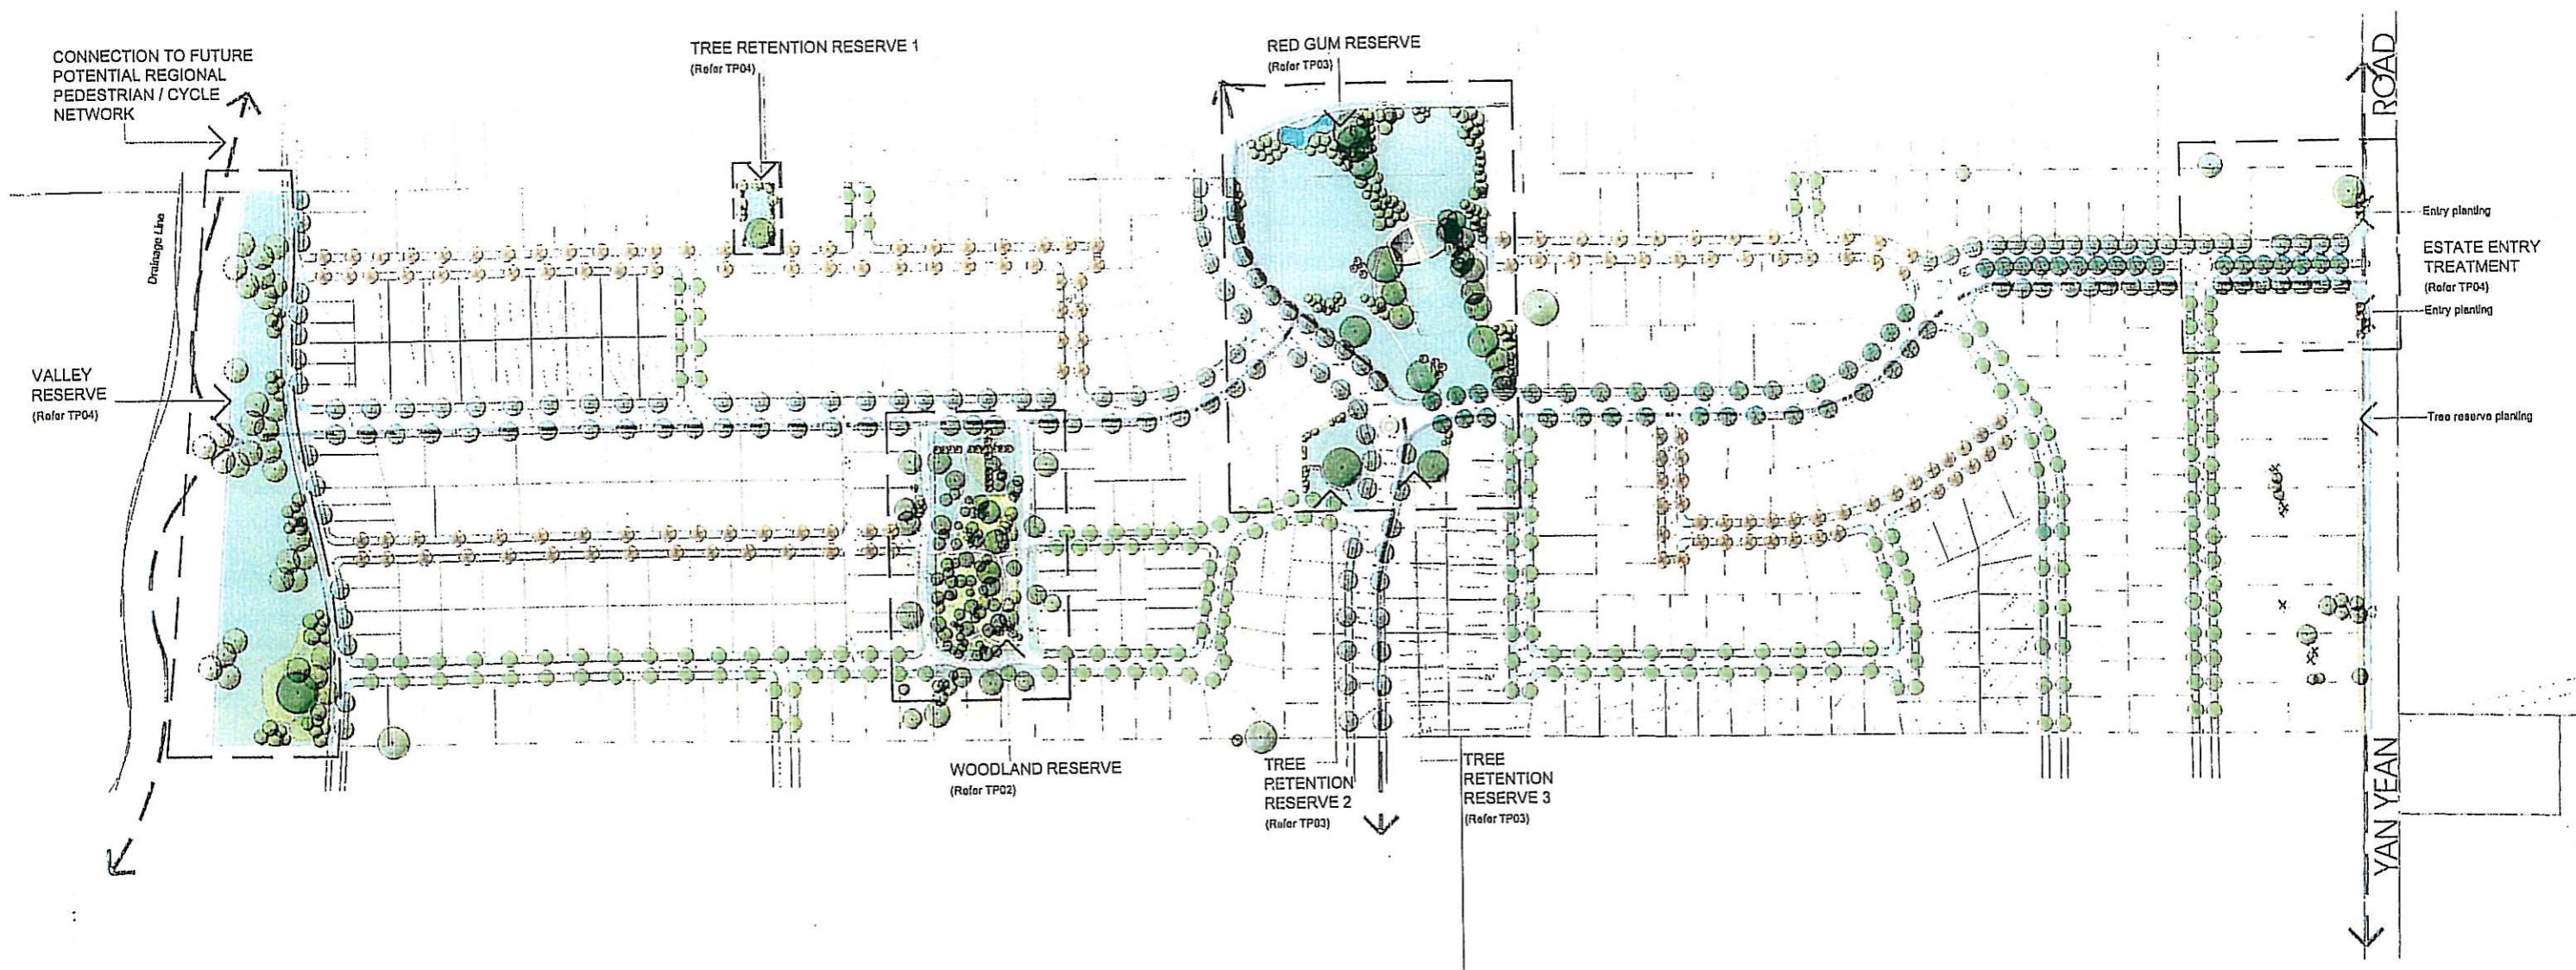 CONNECTION TO FUTURE
POTENTIAL REGIONAL
PEDESTRIAN / CYCLE
NETWORK
TREE RETENTION RESERVE 1
(Refer TP04)
RED GUM RESERVE
(Refer TP03)
ROAD
Drainage Line
Entry planting
ESTATE ENTRY
TREATMENT
(Refer TP04)
Entry planting
VALLEY
RESERVE
(Refer TP04)
Tree reserve planting
WOODLAND RESERVE
(Refer TP02)
TREE
RETENTION
RESERVE 2
(Refer TP03)
TREE
RETENTION
RESERVE 3
(Refer TP03)
YAN YEAN